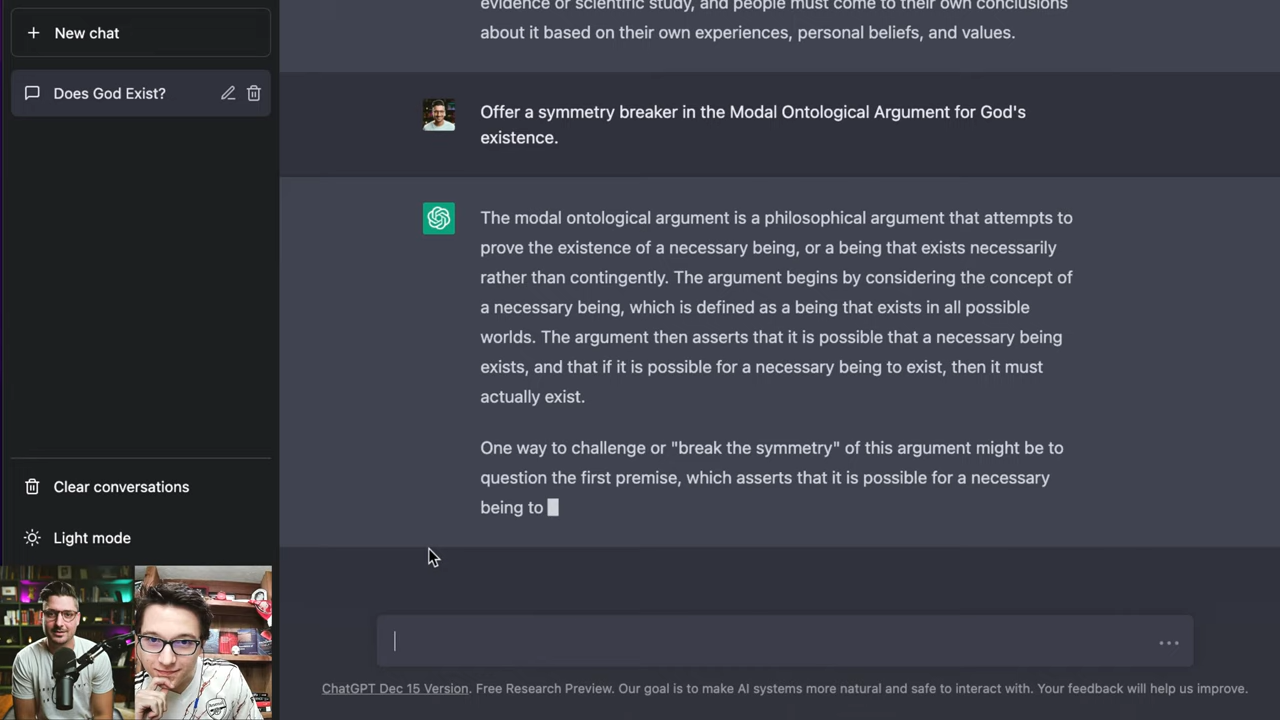 New chat
Does God Exist?
Clear conversations
Light mode
evidence or scientific study, and people must come to their own conclusions
about it based on their own experiences, personal beliefs, and values.
Offer a symmetry breaker in the Modal Ontological Argument for God's
existence.
The modal ontological argument is a philosophical argument that attempts to
prove the existence of a necessary being, or a being that exists necessarily
rather than contingently. The argument begins by considering the concept of
a necessary being, which is defined as a being that exists in all possible
worlds. The argument then asserts that it is possible that a necessary being
exists, and that if it is possible for a necessary being to exist, then it must
actually exist.
One way to challenge or "break the symmetry" of this argument might be to
question the first premise, which asserts that it is possible for a necessary
being to
ChatGPT Dec 15 Version. Free Research Preview. Our goal is to make AI systems more natural and safe to interact with. Your feedback will help us improve.